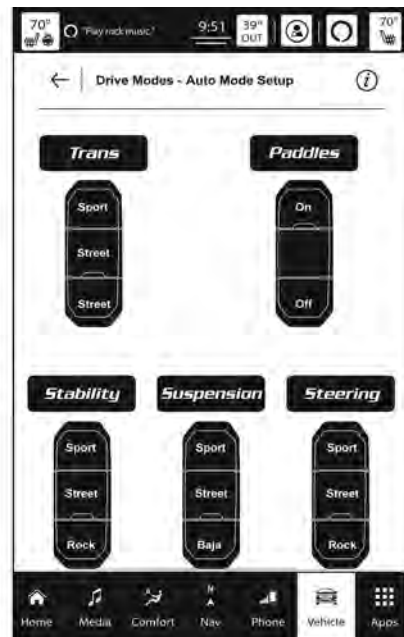 70° "Play rock music." 9:51 39° OUT 70°
Drive Modes - Auto Mode Setup i
Trans Paddles
Sport On
Street
Street Off
Stability Suspension Steering
Sport Sport Sport
Street Street Street
Rock Baja Rock
N
Home Media Comfort Nav Phone Vehicle Apps